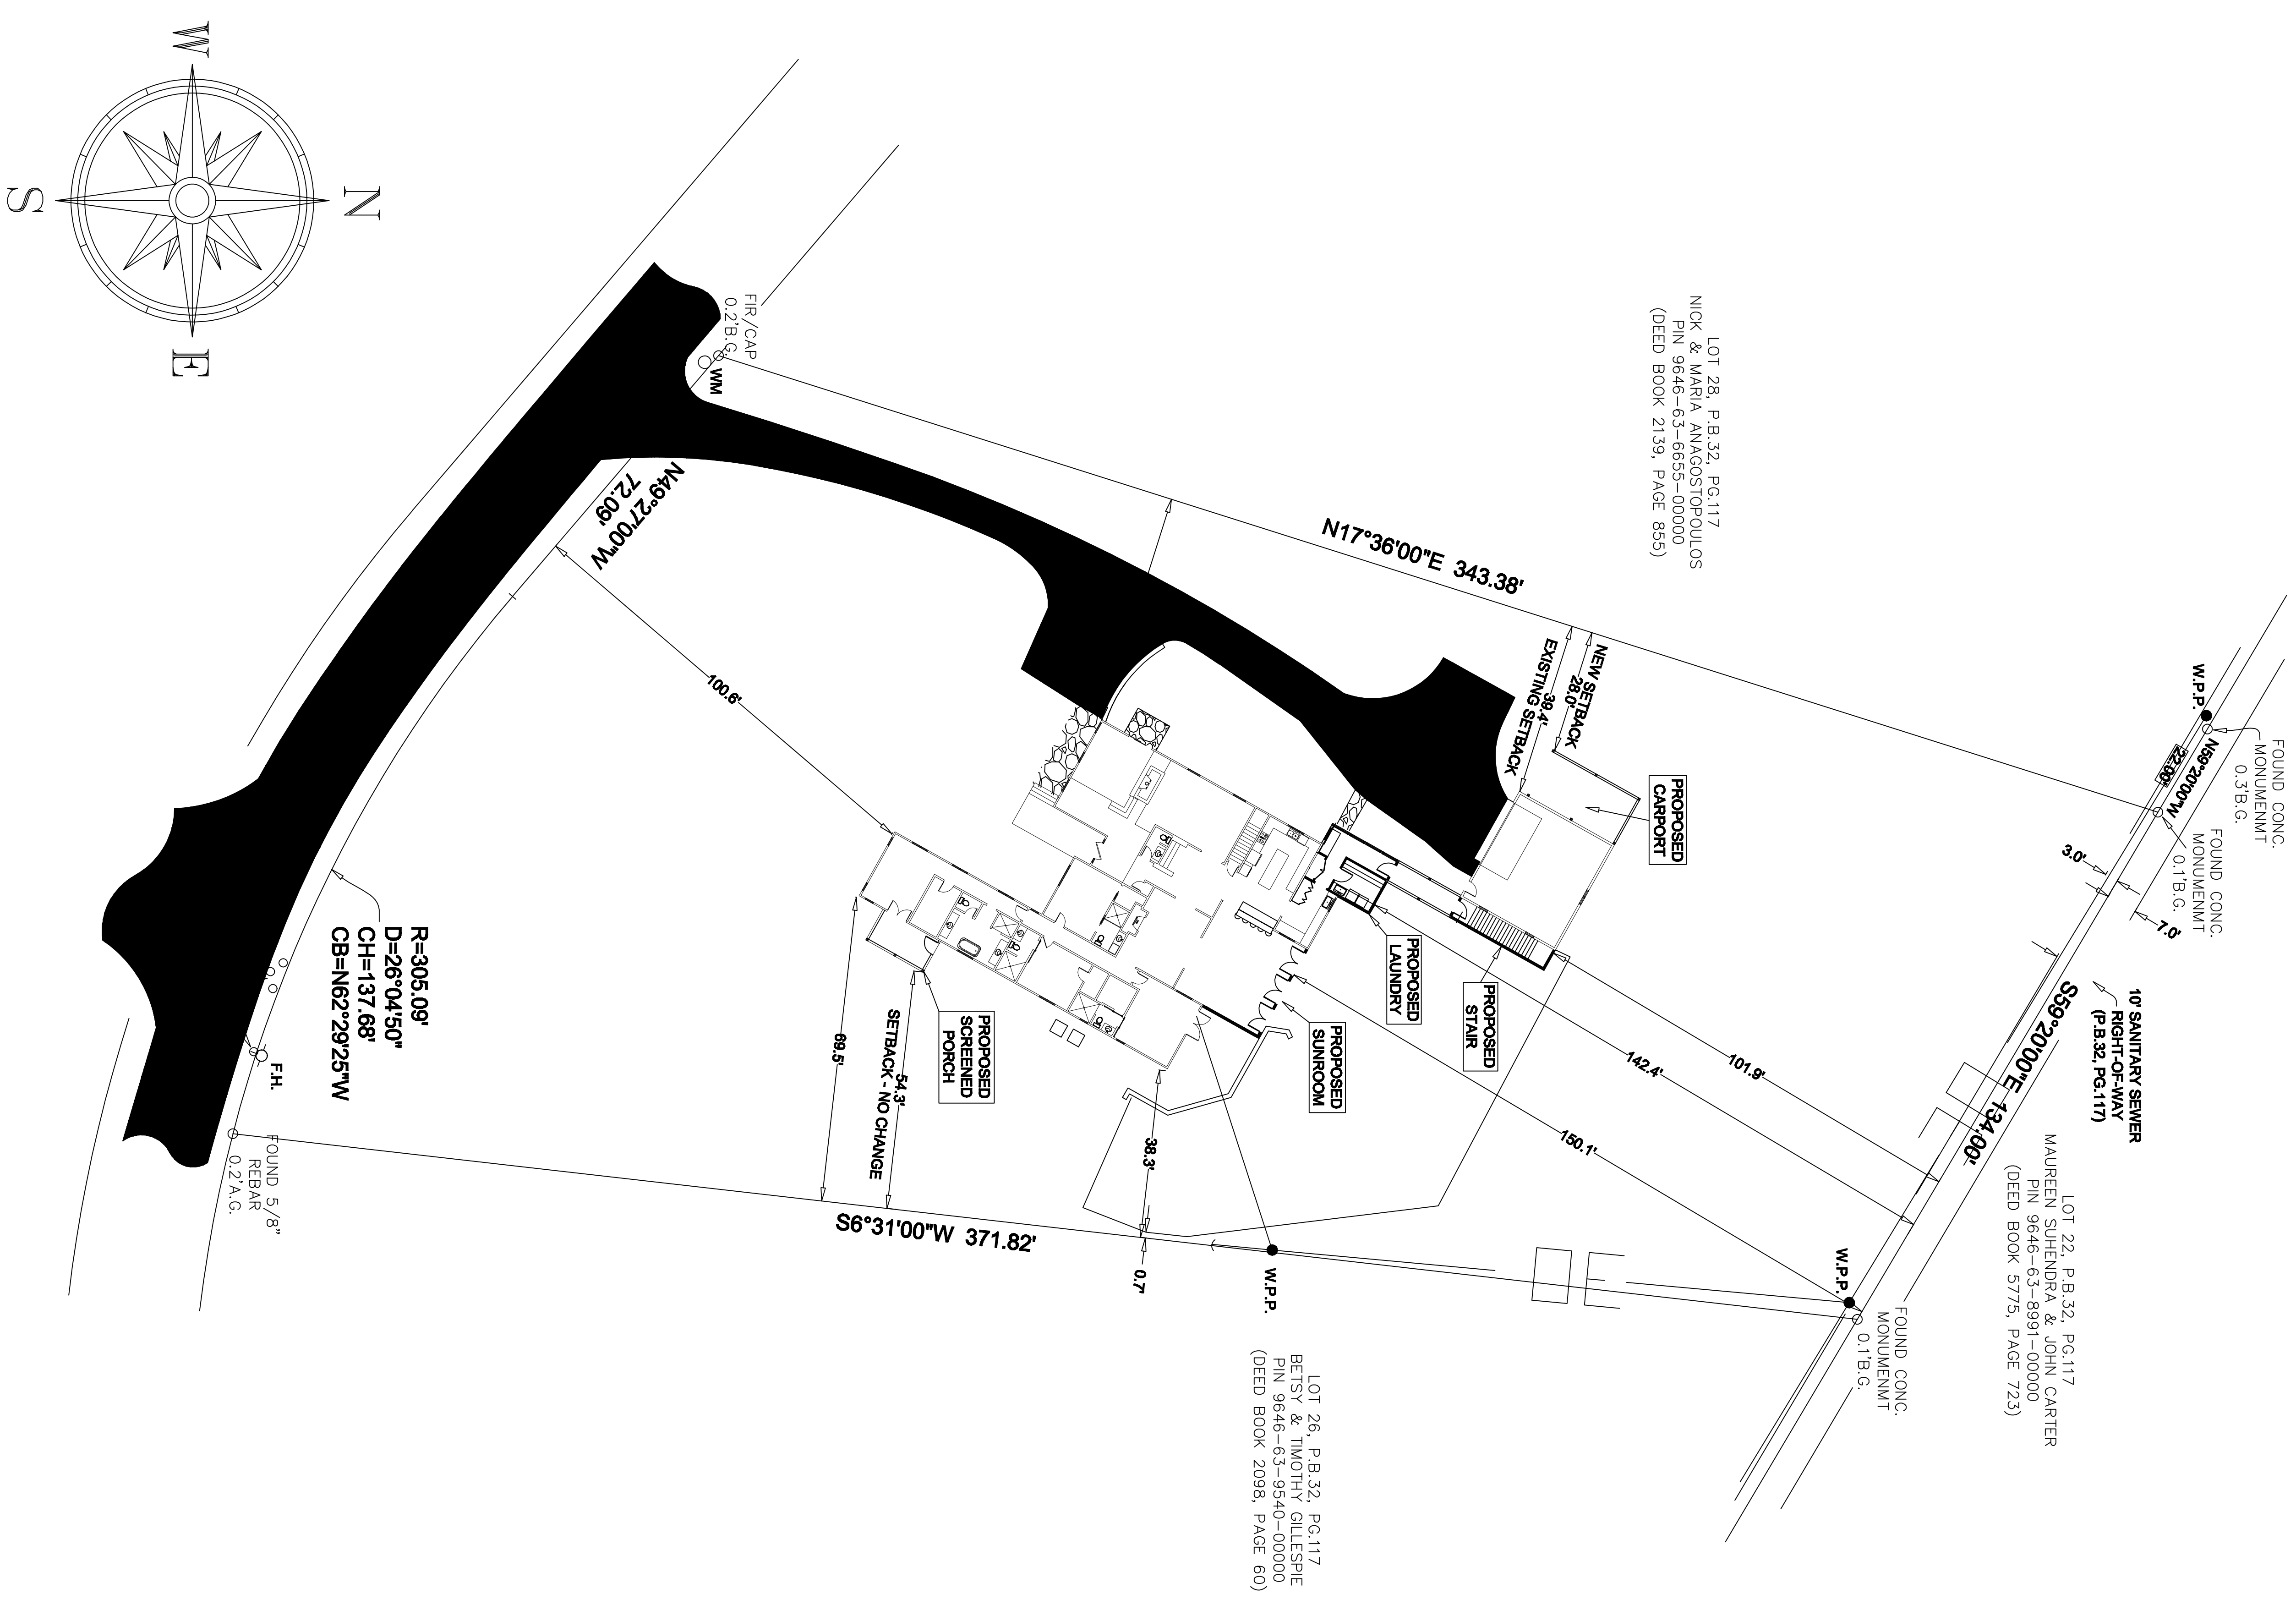 W
N
S
E
LOT 28, P.B.32, PG.117
NICK & MARIA ANAGOSTOPOULOS
PIN 9646-63-6655-00000
(DEED BOOK 2139, PAGE 855)
FIR/CAP
0.2'B.G.
WM
N49°27'00"W
72.09'
N17°36'00"E 343.38'
NEW SETBACK
28.0'
39.4'
EXISTING SETBACK
100.6'
PROPOSED
CARPORT
PROPOSED
LAUNDRY
PROPOSED
STAIR
PROPOSED
SUNROOM
PROPOSED
SCREENED
PORCH
W.P.P.
N59°20'00"W
22.00'
FOUND CONC.
MONUMENMT
0.3'B.G.
FOUND CONC.
MONUMENMT
0.1'B.G.
3.0'
7.0'
10' SANITARY SEWER
RIGHT-OF-WAY
(P.B.32, PG.117)
S59°20'00"E 134.00'
LOT 22, P.B.32, PG.117
MAUREEN SUHENDRA & JOHN CARTER
PIN 9646-63-8991-00000
(DEED BOOK 5775, PAGE 723)
101.9'
142.4'
150.1'
W.P.P.
FOUND CONC.
MONUMENMT
0.1'B.G.
R=305.09'
D=26°04'50"
CH=137.68'
CB=N62°29'25"W
F.H.
FOUND 5/8"
REBAR
0.2'A.G.
69.5'
54.3'
SETBACK - NO CHANGE
38.3'
S6°31'00"W 371.82'
0.7'
W.P.P.
LOT 26, P.B.32, PG.117
BETSY & TIMOTHY GILLESPIE
PIN 9646-63-9540-00000
(DEED BOOK 2098, PAGE 60)